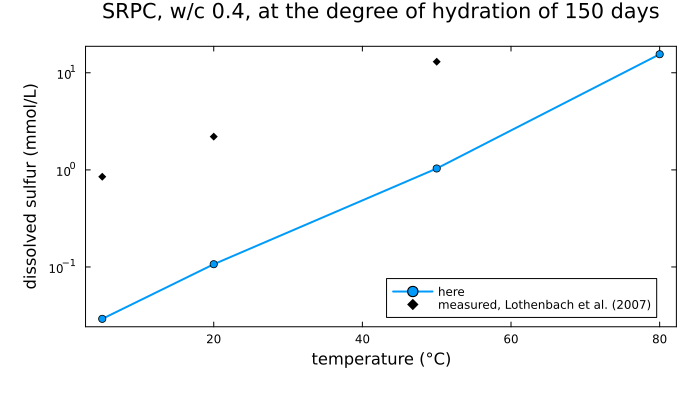 SRPC, w/c 0.4, at the degree of hydration of 150 days
dissolved sulfur (mmol/L)
10¹
10⁰
10⁻¹
20
40
60
80
temperature (°C)
here
measured, Lothenbach et al. (2007)